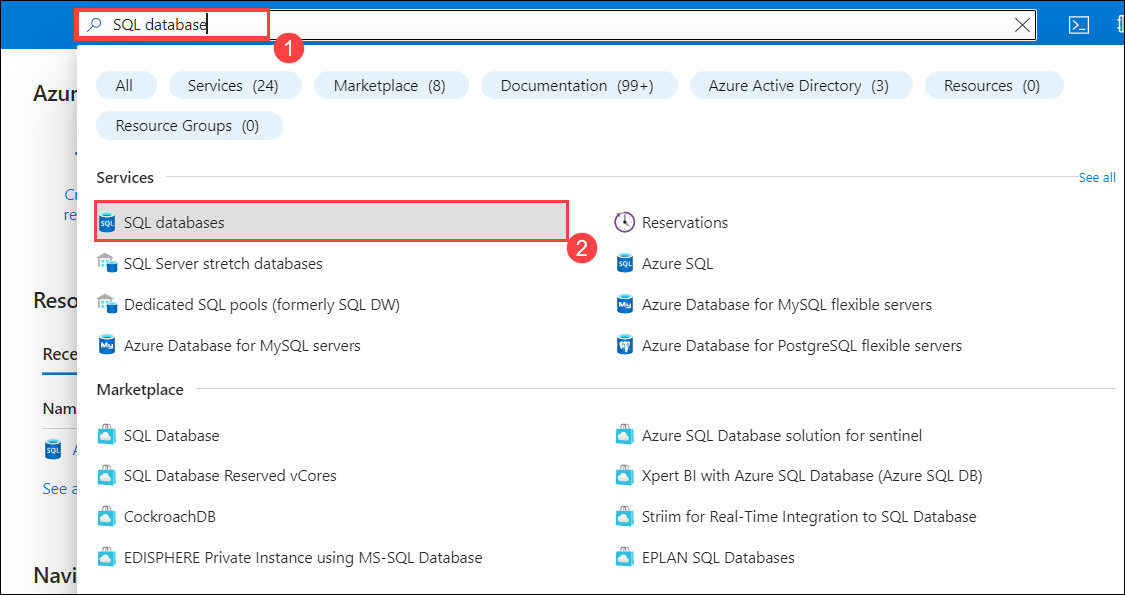 SQL database
1
All
Services (24)
Marketplace (8)
Documentation (99+)
Azure Active Directory (3)
Resources (0)
Resource Groups (0)
Azur
Cr
re
Reso
Rece
Nam
SQL
A
See a
Navi
Services
See all
SQL SQL databases
2
Reservations
SQL Server stretch databases
SQL Azure SQL
Dedicated SQL pools (formerly SQL DW)
My Azure Database for MySQL flexible servers
My Azure Database for MySQL servers
Azure Database for PostgreSQL flexible servers
Marketplace
SQL Database
Azure SQL Database solution for sentinel
SQL Database Reserved vCores
Xpert BI with Azure SQL Database (Azure SQL DB)
CockroachDB
Striim for Real-Time Integration to SQL Database
EDISPHERE Private Instance using MS-SQL Database
EPLAN SQL Databases